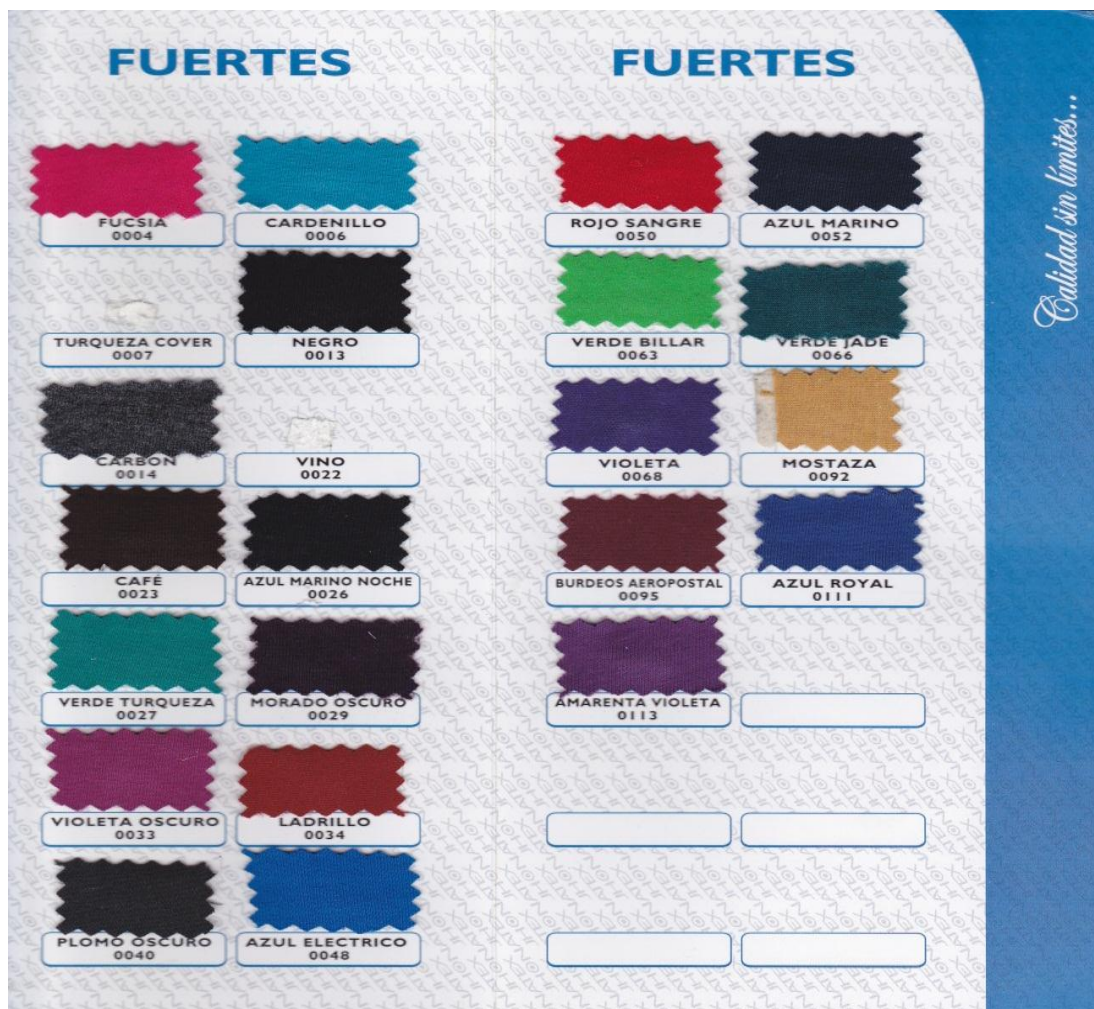 FUERTES
FUCSIA
0004
CARDENILLO
0006
TURQUEZA COVER
0007
NEGRO
0013
CARBON
0014
VINO
0022
CAFÉ
0023
AZUL MARINO NOCHE
0026
VERDE TURQUEZA
0027
MORADO OSCURO
0029
VIOLETA OSCURO
0033
LADRILLO
0034
PLOMO OSCURO
0040
AZUL ELECTRICO
0048
FUERTES
ROJO SANGRE
0050
AZUL MARINO
0052
VERDE BILLAR
0063
VERDE JADE
0066
VIOLETA
0068
MOSTAZA
0092
BURDEOS AEROPOSTAL
0095
AZUL ROYAL
0111
AMARENTA VIOLETA
0113
Calidad sin límites...